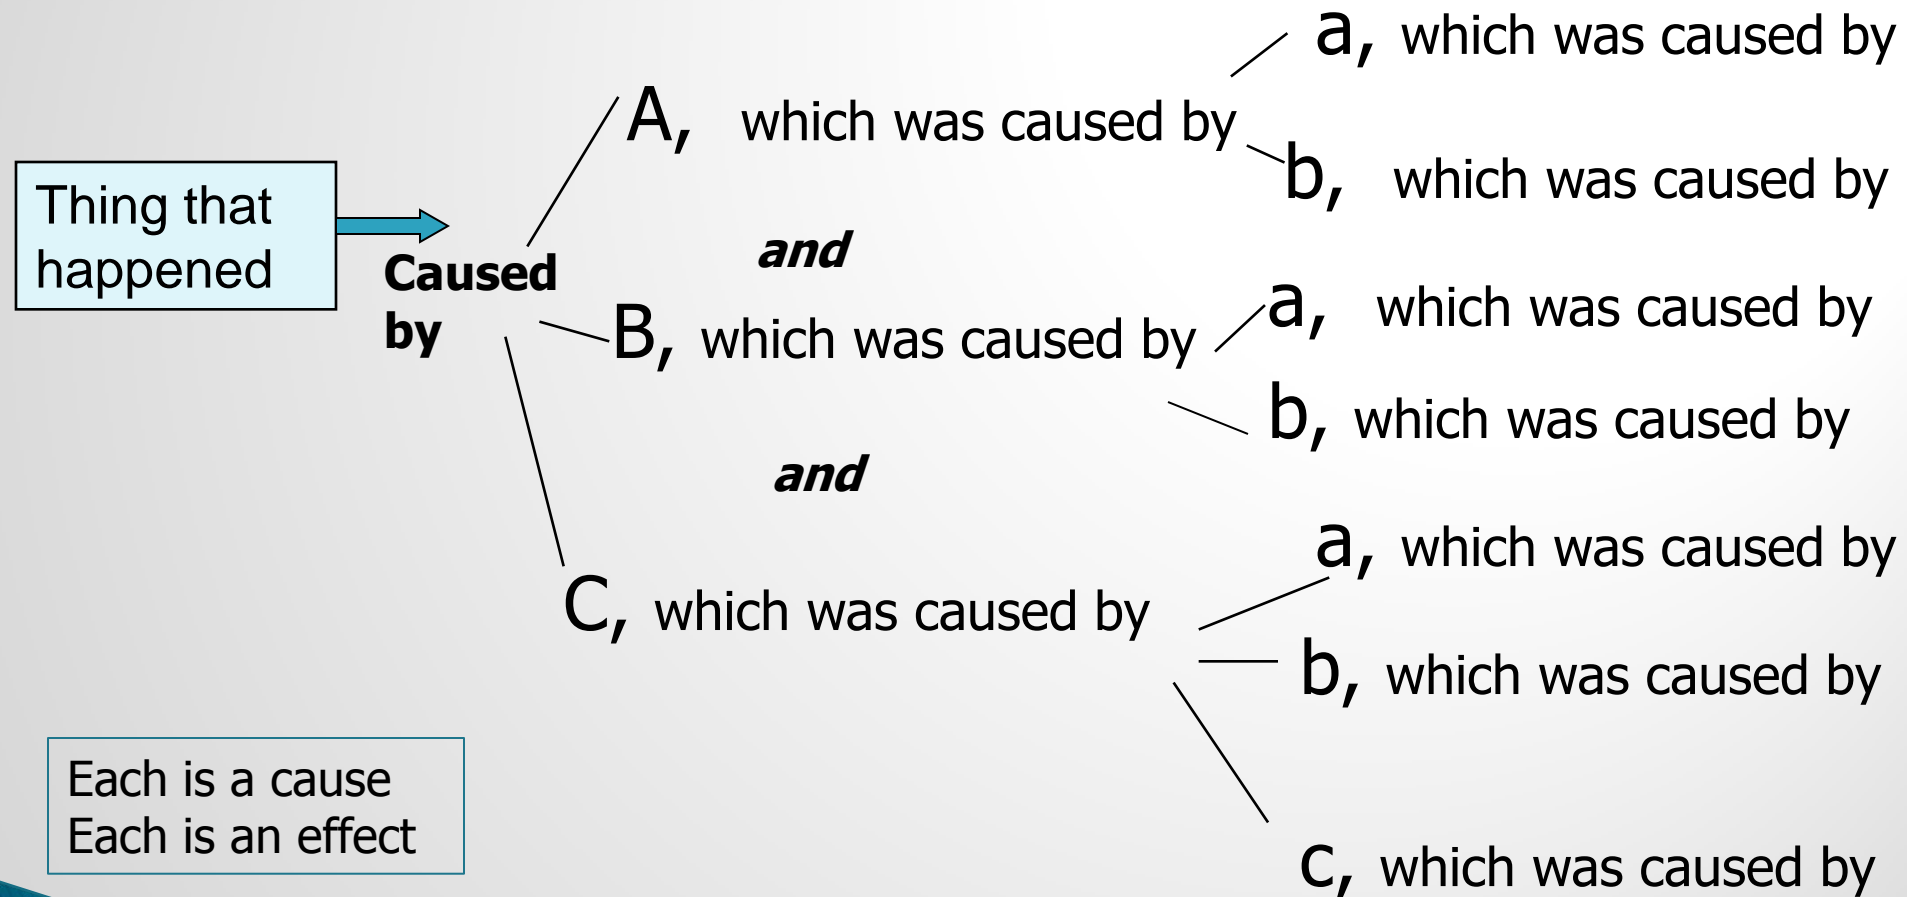 a, which was caused by
A, which was caused by
b, which was caused by
Thing that
happened
and
Caused
by
a, which was caused by
B, which was caused by
b, which was caused by
and
a, which was caused by
C, which was caused by
b, which was caused by
Each is a cause
Each is an effect
c, which was caused by